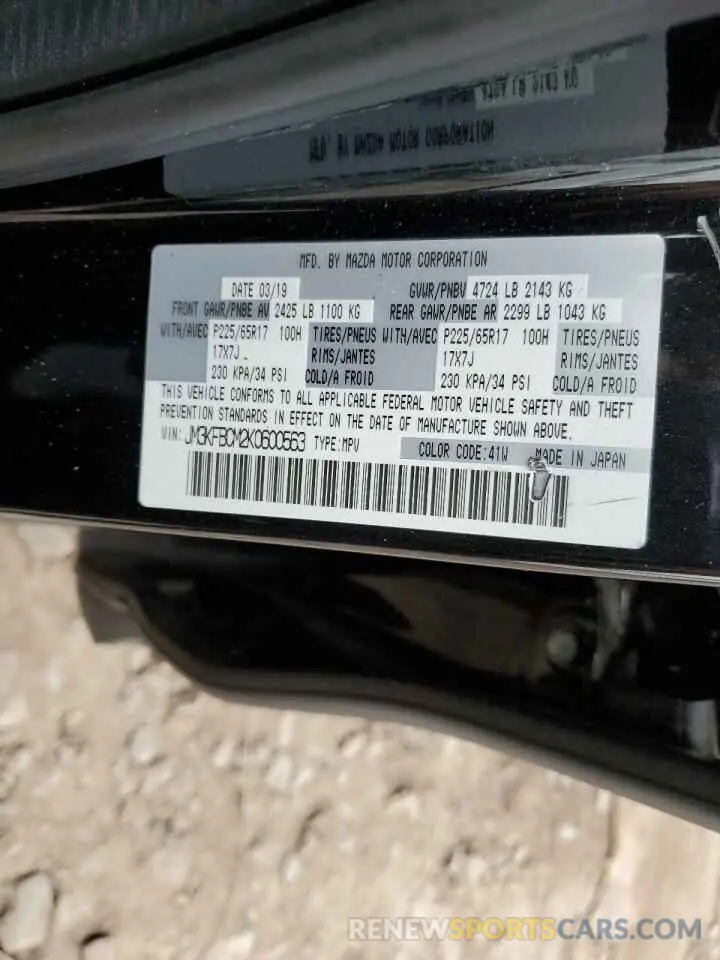 MFD. BY MAZDA MOTOR CORPORATION
DATE 03/19 GVWR/PNBV 4724 LB 2143 KG
FRONT GAWR/PNBE AV 2425 LB 1100 KG REAR GAWR/PNBE AR 2299 LB 1043 KG
WITH/AVEC P225/65R17 100H TIRES/PNEUS WITH/AVEC P225/65R17 100H TIRES/PNEUS
17X7J RIMS/JANTES 17X7J RIMS/JANTES
230 KPA/34 PSI COLD/A FROID 230 KPA/34 PSI COLD/A FROID
THIS VEHICLE CONFORMS TO ALL APPLICABLE FEDERAL MOTOR VEHICLE SAFETY AND THEFT
PREVENTION STANDARDS IN EFFECT ON THE DATE OF MANUFACTURE SHOWN ABOVE.
VIN: JM3KFBCM2K0600563 TYPE:MPV COLOR CODE:41W MADE IN JAPAN
RENEWSPORTSCARS.COM